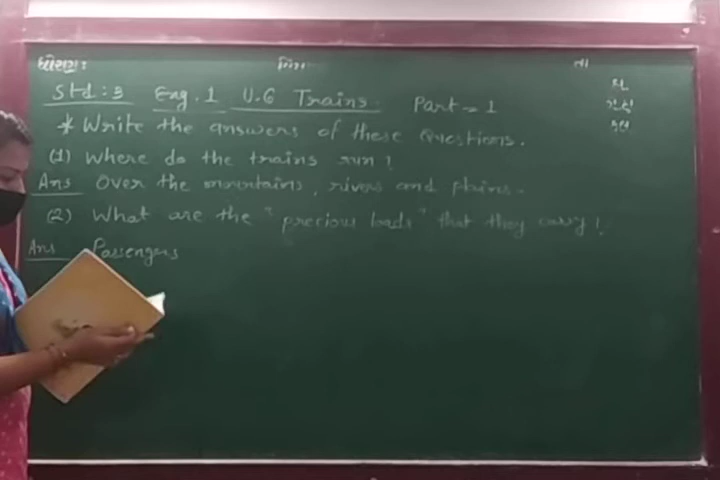 ધોરણ: વિષય તા
Std : 3 Eng. 1 U.6 Trains. Part - 1
* Write the answers of these Questions.
(1) Where do the trains run?
Ans Over the mountains, rivers and plains.
(2) What are the "precious loads" that they carry?
Ans Passengers